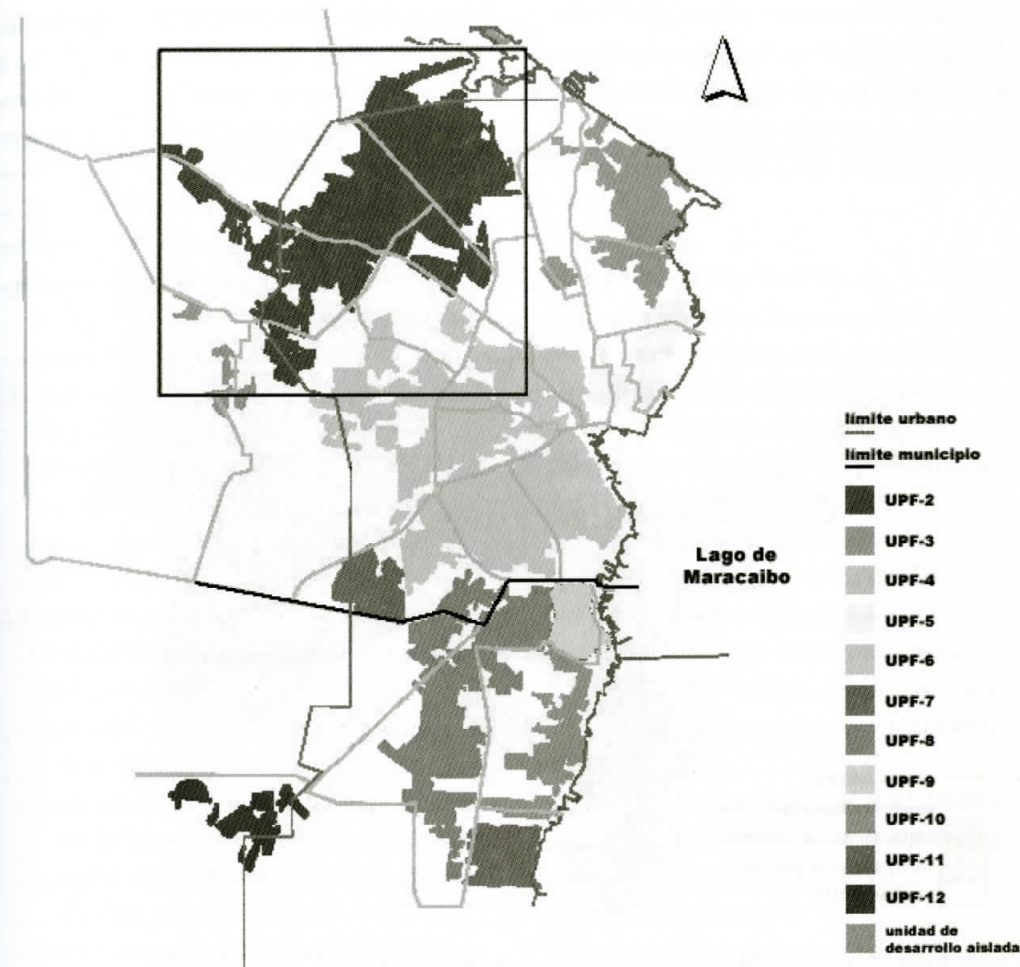 límite urbano
límite municipio
UPF-2
UPF-3
Lago de
Maracaibo
UPF-4
UPF-5
UPF-6
UPF-7
UPF-8
UPF-9
UPF-10
UPF-11
UPF-12
unidad de
desarrollo aislada